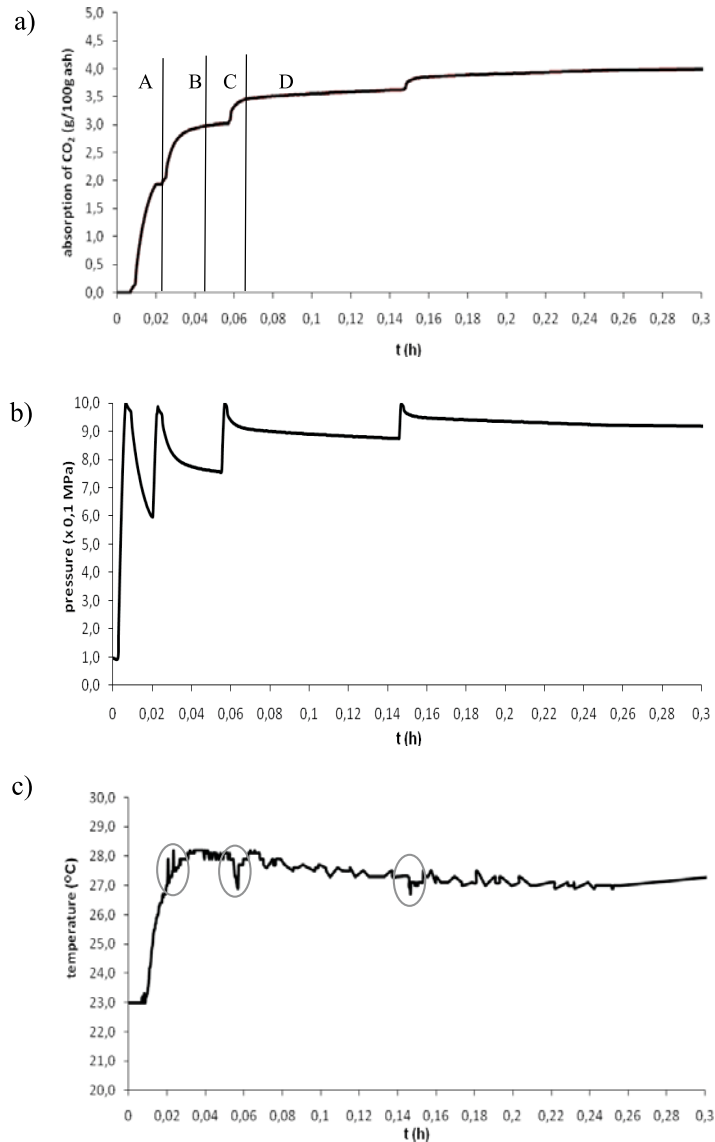 a)
absorption of CO₂ (g/100g ash)
5,0
4,5
4,0
3,5
3,0
2,5
2,0
1,5
1,0
0,5
0,0
A B C D
0 0,02 0,04 0,06 0,08 0,1 0,12 0,14 0,16 0,18 0,2 0,22 0,24 0,26 0,28 0,3
t (h)
b)
pressure (x 0,1 MPa)
10,0
9,0
8,0
7,0
6,0
5,0
4,0
3,0
2,0
1,0
0,0
0 0,02 0,04 0,06 0,08 0,1 0,12 0,14 0,16 0,18 0,2 0,22 0,24 0,26 0,28 0,3
t (h)
c)
temperature (°C)
30,0
29,0
28,0
27,0
26,0
25,0
24,0
23,0
22,0
21,0
20,0
0 0,02 0,04 0,06 0,08 0,1 0,12 0,14 0,16 0,18 0,2 0,22 0,24 0,26 0,28 0,3
t (h)